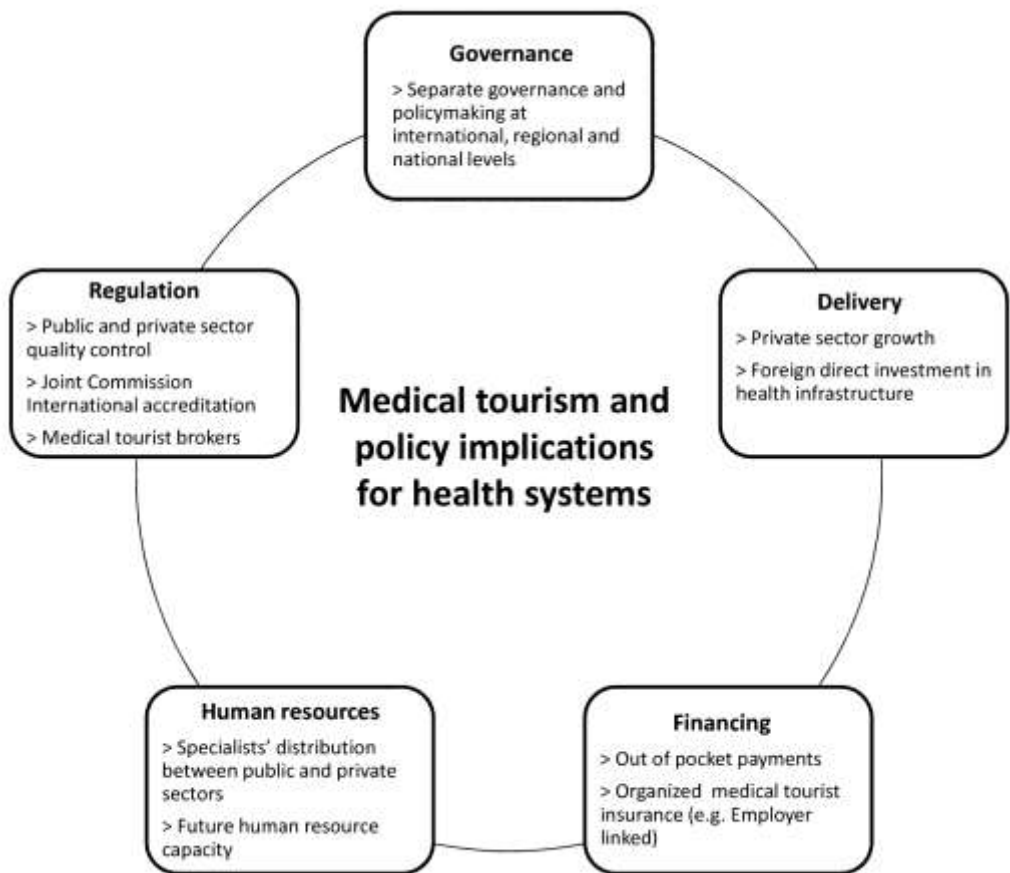 Governance
> Separate governance and
policymaking at
international, regional and
national levels
Regulation
> Public and private sector
quality control
> Joint Commission
International accreditation
> Medical tourist brokers
Delivery
> Private sector growth
> Foreign direct investment in
health infrastructure
Medical tourism and
policy implications
for health systems
Human resources
> Specialists’ distribution
between public and private
sectors
> Future human resource
capacity
Financing
> Out of pocket payments
> Organized medical tourist
insurance (e.g. Employer
linked)